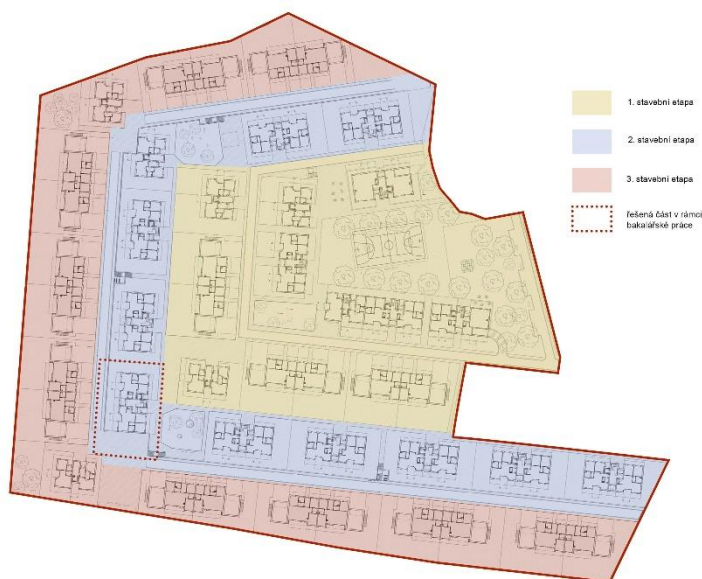 1. stavební etapa
2. stavební etapa
3. stavební etapa
řešená část v rámci
bakalářské práce